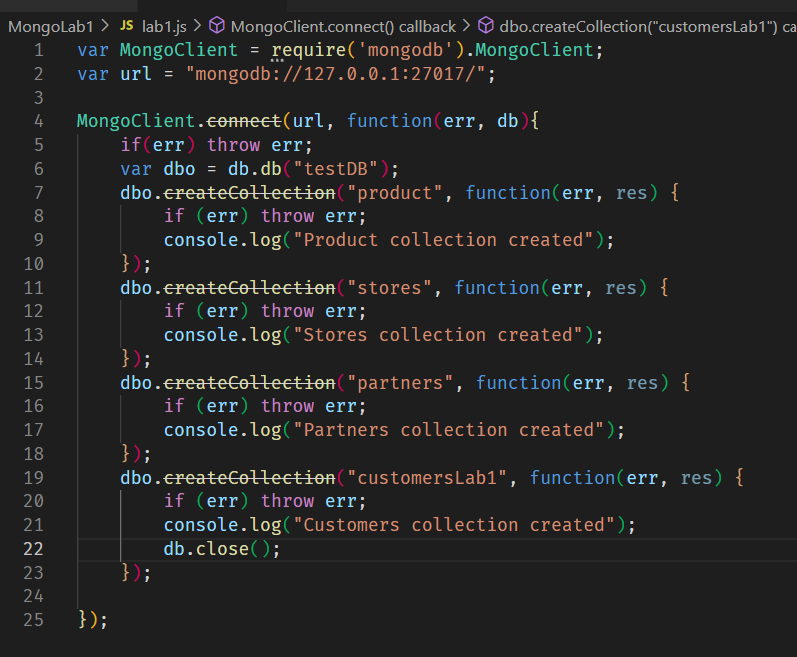 MongoLab1 > JS lab1.js > MongoClient.connect() callback > dbo.createCollection("customersLab1") ca
1 var MongoClient = require('mongodb').MongoClient;
2 var url = "mongodb://127.0.0.1:27017/";
3
4 MongoClient.connect(url, function(err, db){
5     if(err) throw err;
6     var dbo = db.db("testDB");
7     dbo.createCollection("product", function(err, res) {
8         if (err) throw err;
9         console.log("Product collection created");
10     });
11     dbo.createCollection("stores", function(err, res) {
12         if (err) throw err;
13         console.log("Stores collection created");
14     });
15     dbo.createCollection("partners", function(err, res) {
16         if (err) throw err;
17         console.log("Partners collection created");
18     });
19     dbo.createCollection("customersLab1", function(err, res) {
20         if (err) throw err;
21         console.log("Customers collection created");
22         db.close();
23     });
24
25 });